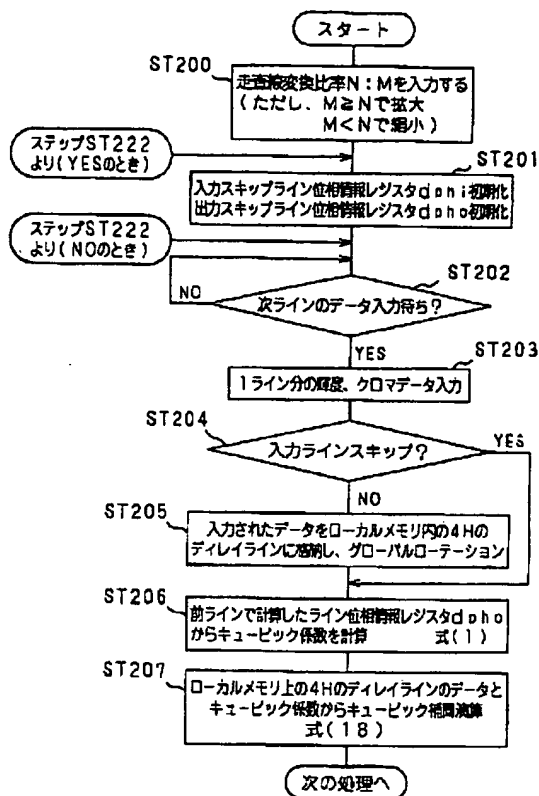 スタート
ST200
走査線変換比率N:Mを入力する
(ただし、M≧Nで拡大
M<Nで縮小)
ステップST222
より(YESのとき)
ST201
入力スキップライン位相情報レジスタdphi初期化
出力スキップライン位相情報レジスタdpho初期化
ステップST222
より(NOのとき)
ST202
NO
次ラインのデータ入力待ち?
YES
ST203
1ライン分の輝度、クロマデータ入力
ST204
入力ラインスキップ?
YES
NO
ST205
入力されたデータをローカルメモリ内の4Hの
ディレイラインに格納し、グローバルローテーション
ST206
前ラインで計算したライン位相情報レジスタdpho
からキュービック係数を計算 式(1)
ST207
ローカルメモリ上の4Hのディレイラインのデータと
キュービック係数からキュービック補間演算
式(18)
次の処理へ